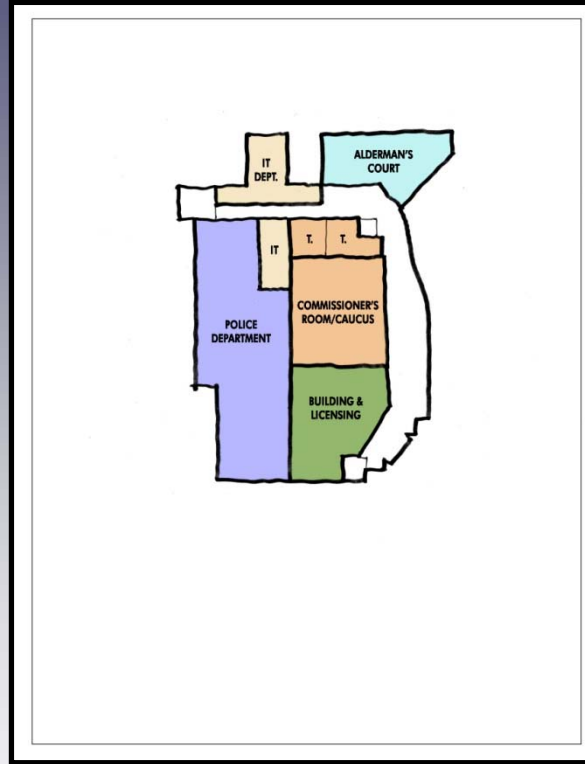 IT
DEPT.
ALDERMAN'S
COURT
IT
T.
T.
COMMISSIONER'S
ROOM/CAUCUS
POLICE
DEPARTMENT
BUILDING &
LICENSING